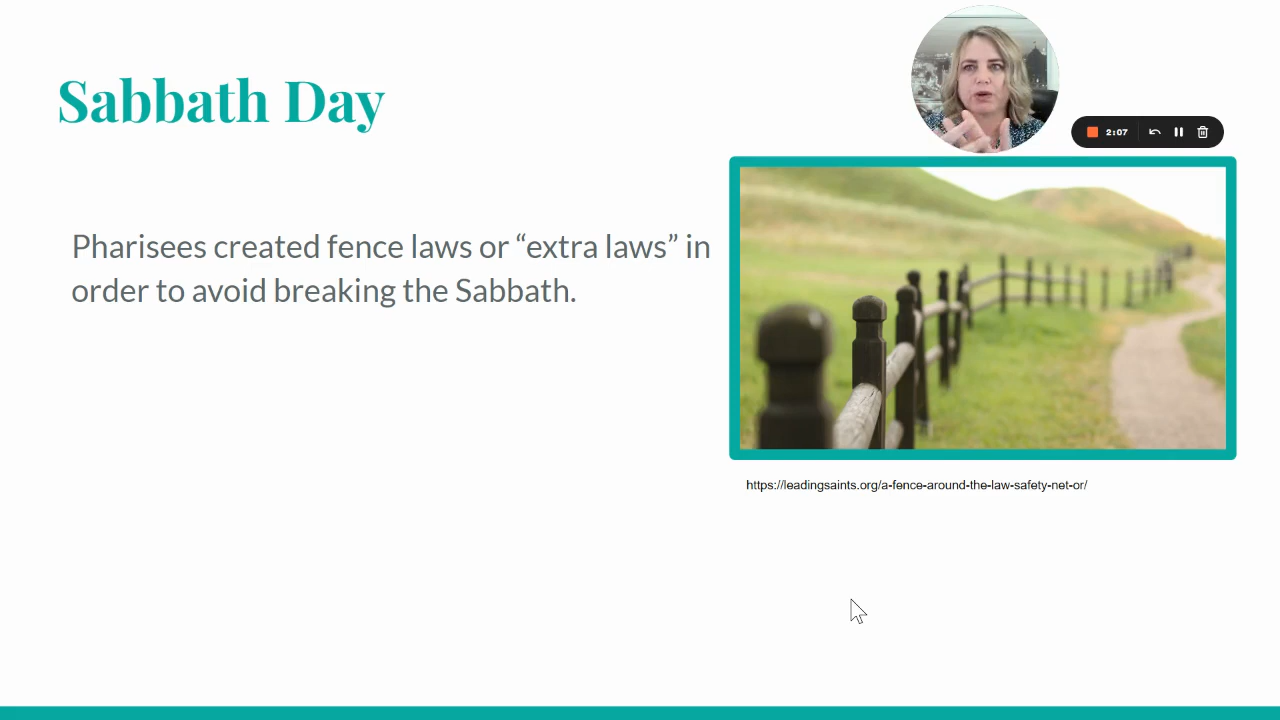 Sabbath Day
2:07
Pharisees created fence laws or “extra laws” in
order to avoid breaking the Sabbath.
https://leadingsaints.org/a-fence-around-the-law-safety-net-or/